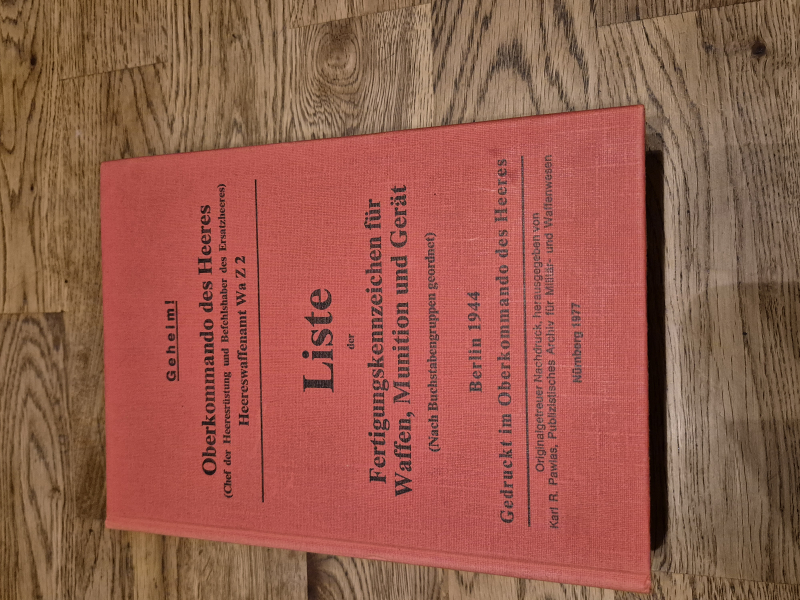 Geheim!
Oberkommando des Heeres
(Chef der Heeresrüstung und Befehlshaber des Ersatzheeres)
Heereswaffenamt Wa Z 2
Liste
der
Fertigungskennzeichen für
Waffen, Munition und Gerät
(Nach Buchstabengruppen geordnet)
Berlin 1944
Gedruckt im Oberkommando des Heeres
Originalgetreuer Nachdruck, herausgegeben von
Karl R. Pawlas, Publizistisches Archiv für Militär- und Waffenwesen
Nürnberg 1977